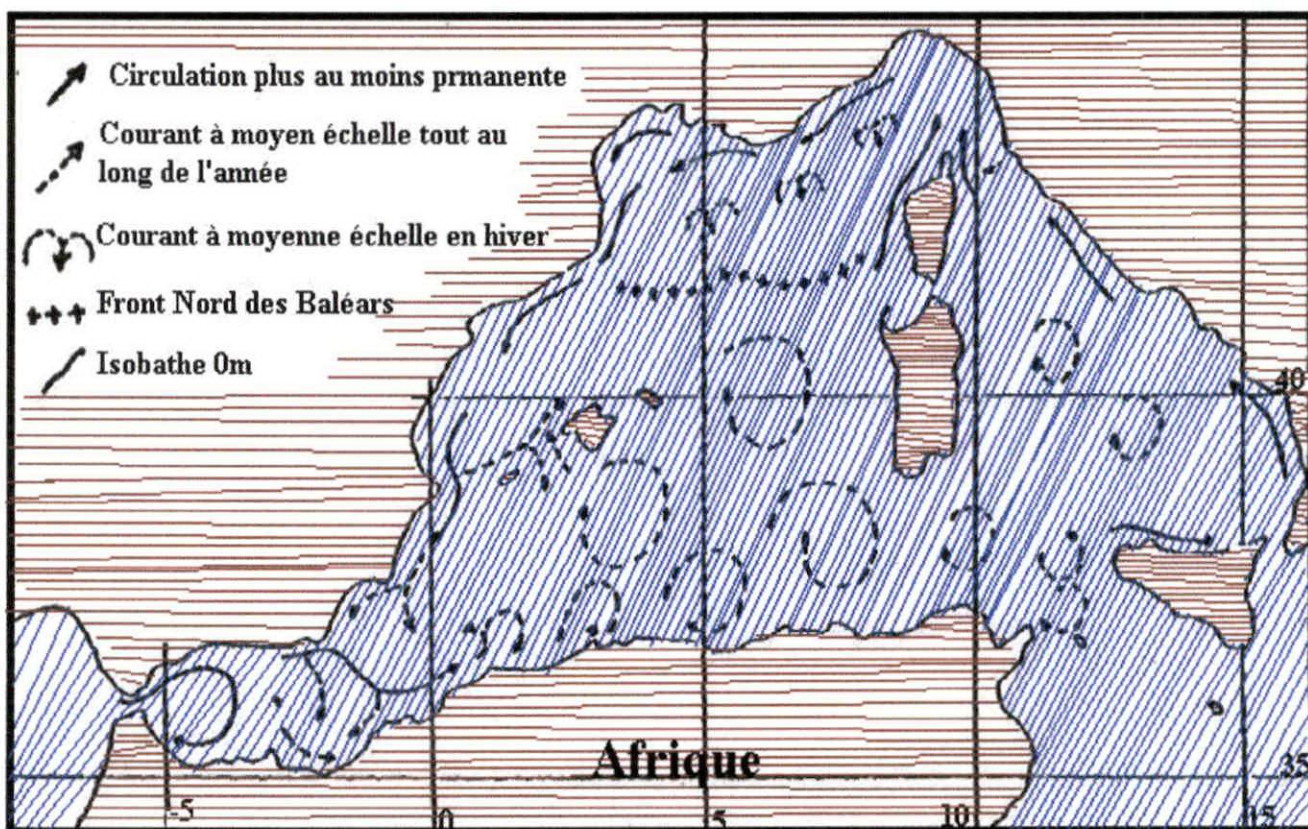 Circulation plus au moins prmanente
Courant à moyen échelle tout au
long de l'année
Courant à moyenne échelle en hiver
Front Nord des Baléars
Isobathe 0m
40
Afrique
35
-5
0
5
10
15